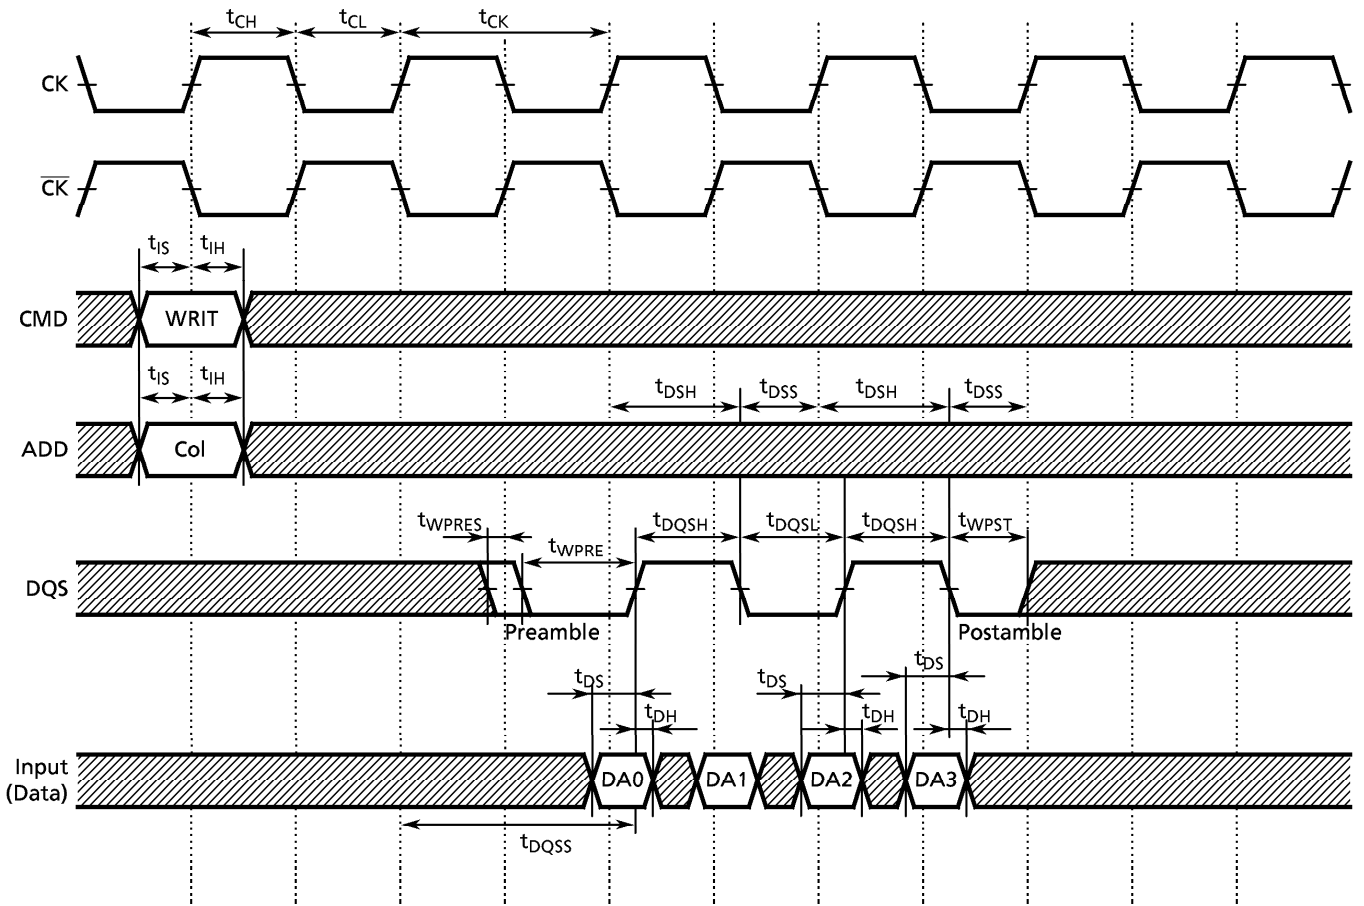 tCH tCL tCK
CK
CK
tIS tIH
CMD WRIT
tIS tIH tDSH tDSS tDSH tDSS
ADD Col
tWPRES tWPRE tDQSH tDQSL tDQSH tWPST
DQS
Preamble Postamble
tDS tDS tDS
tDH tDH tDH
Input
(Data)
DA0 DA1 DA2 DA3
tDQSS